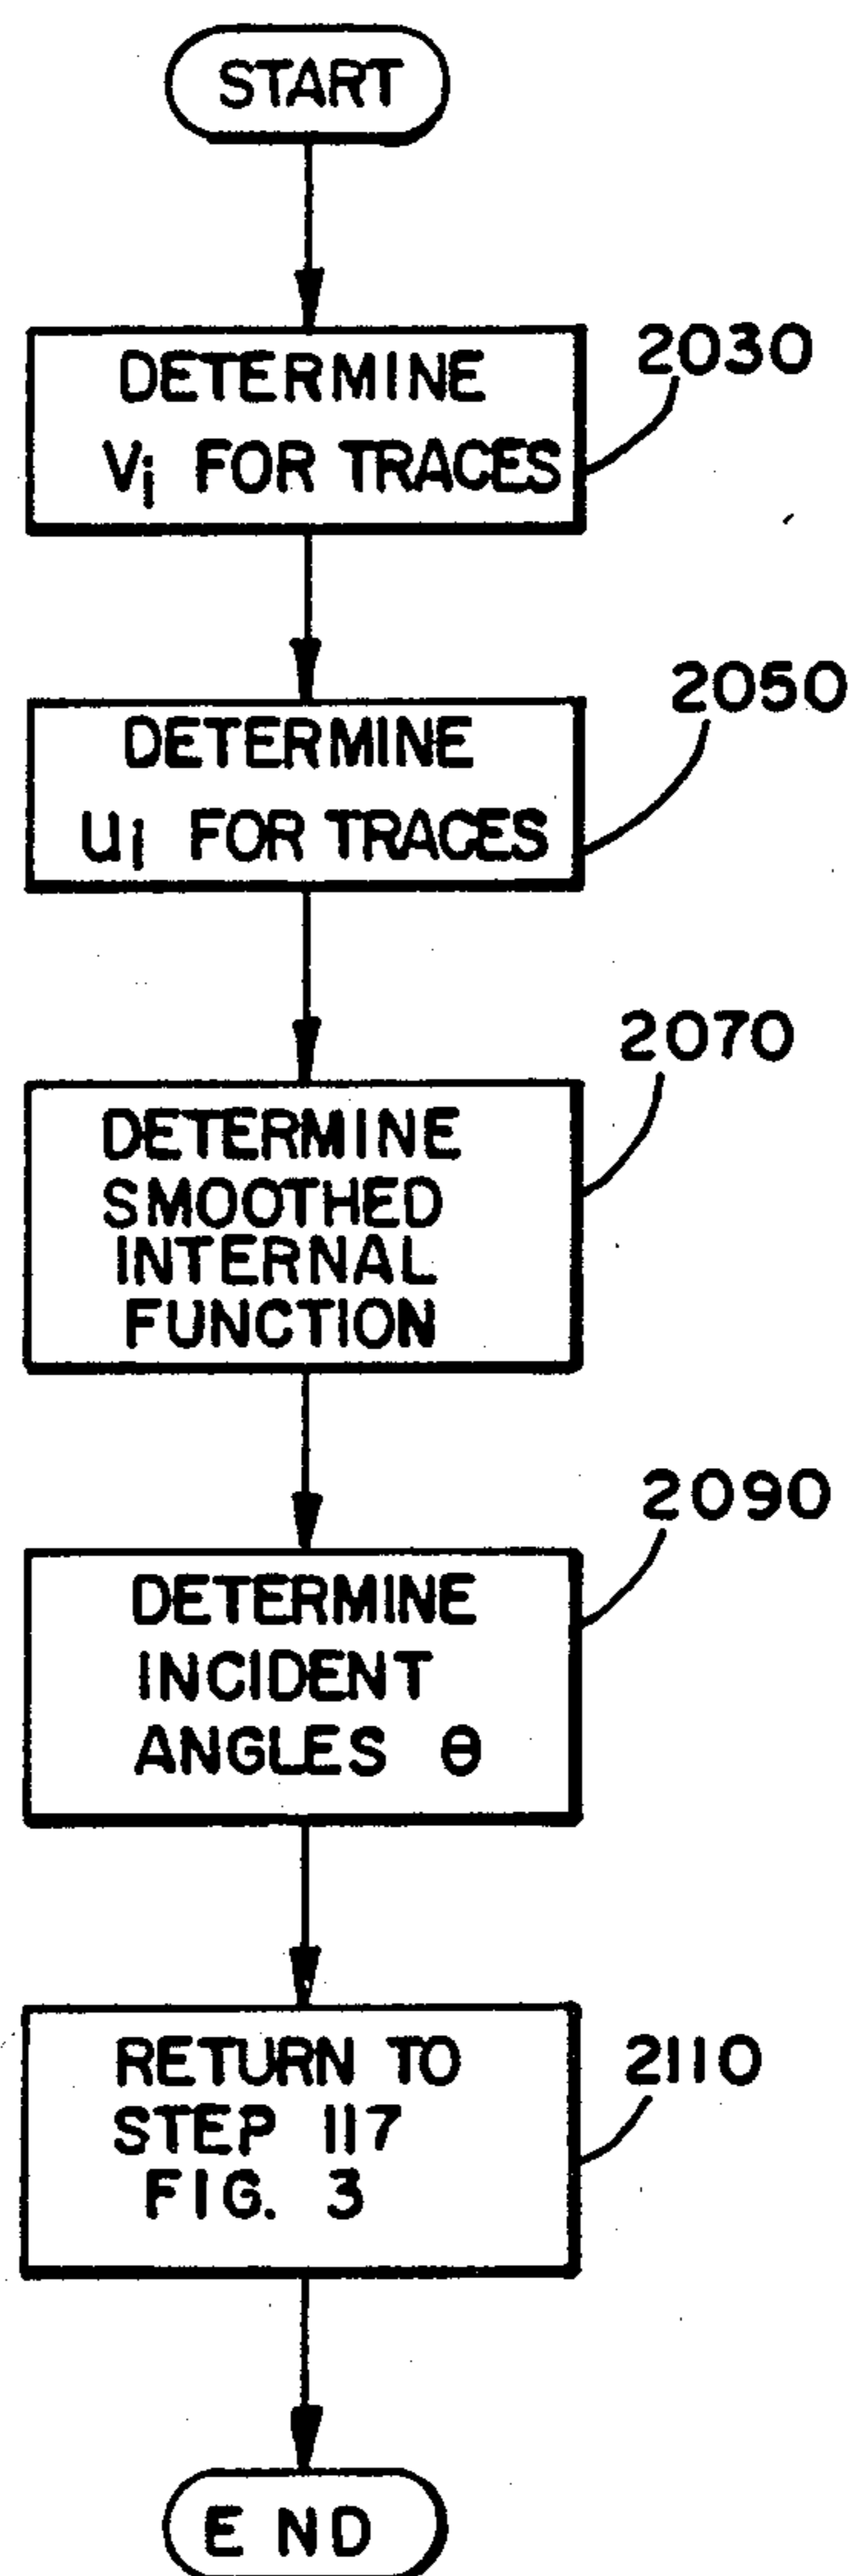 START
DETERMINE
Vi FOR TRACES
2030
DETERMINE
Ui FOR TRACES
2050
DETERMINE
SMOOTHED
INTERNAL
FUNCTION
2070
DETERMINE
INCIDENT
ANGLES θ
2090
RETURN TO
STEP 117
FIG. 3
2110
END